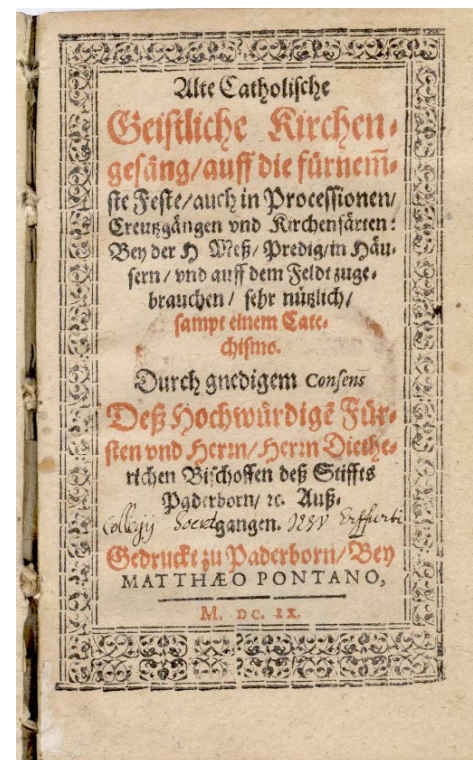 Alte Catholische
Geistliche Kirchen-
gesäng/auff die fürnem̄-
ste Feste/auch in Processionen/
Creutzgängen vnd Kirchenfärten:
Bey der H Meß/ Predig/in Häu-
sern/ vnd auff dem Feldt zuge-
brauchen/ sehr nützlich/
sampt einem Cate-
chismo.
Durch gnedigem Consens
Deß Hochwürdigē Für-
sten vnd Herrn/Herrn Diethe-
richen Bischoffen deß Stiffts
Paderborn/ ꝛc. Auß-
Collegij Societ gangen. Erfforti
Gedruckt zu Paderborn/Bey
MATTHÆO PONTANO,
M. DC. IX.